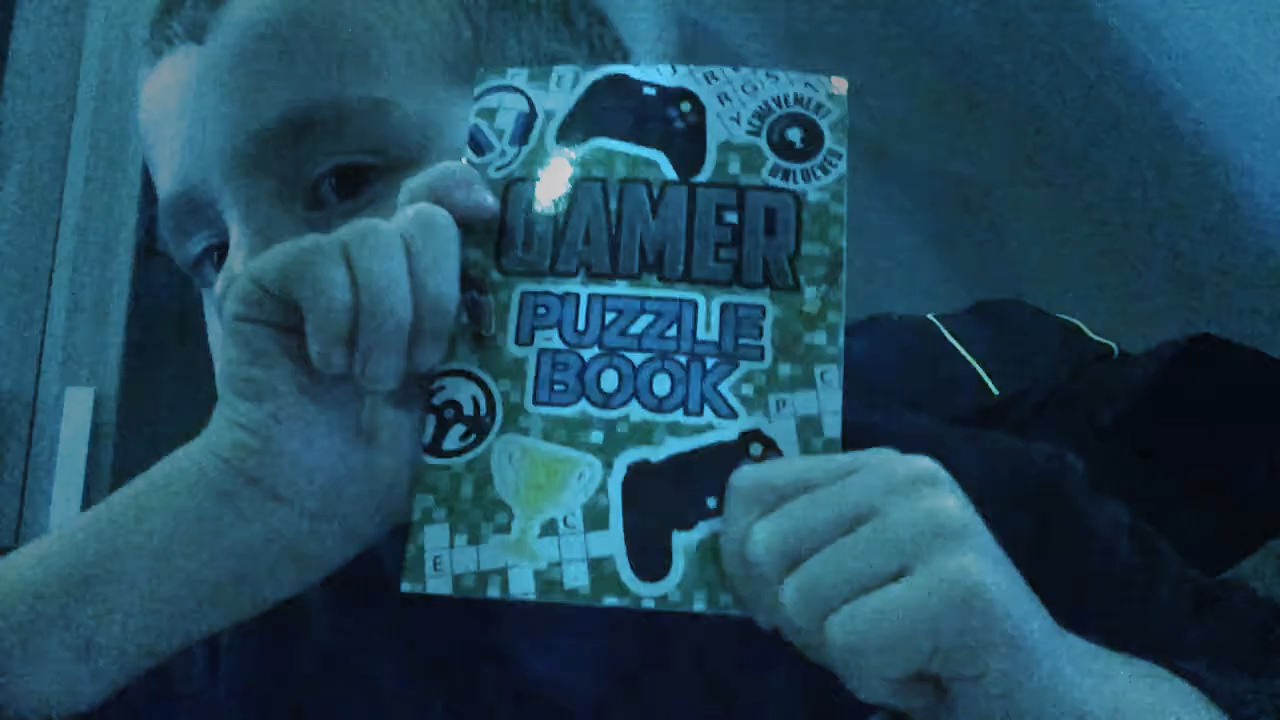 ACHIEVEMENT
UNLOCKED
GAMER
PUZZLE
BOOK
P
C
C
E